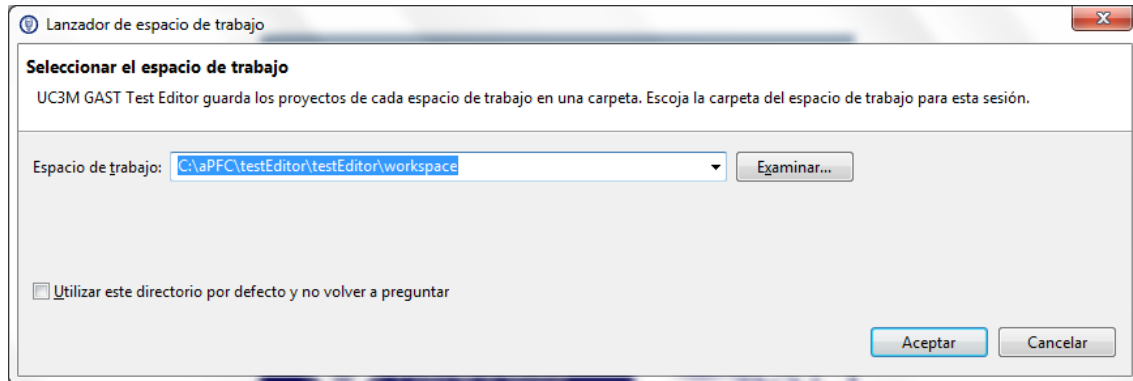 Lanzador de espacio de trabajo
Seleccionar el espacio de trabajo
UC3M GAST Test Editor guarda los proyectos de cada espacio de trabajo en una carpeta. Escoja la carpeta del espacio de trabajo para esta sesión.
Espacio de trabajo: C:\aPFC\testEditor\testEditor\workspace Examinar...
Utilizar este directorio por defecto y no volver a preguntar
Aceptar Cancelar